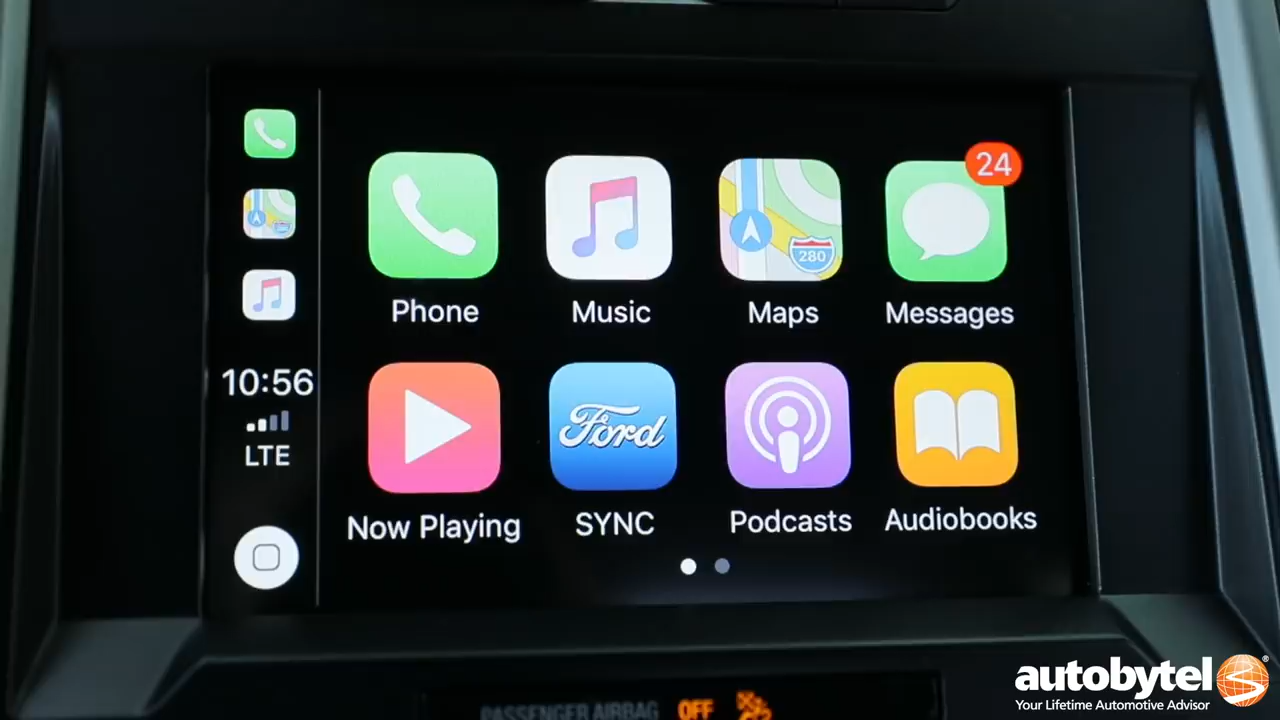 24
280
Phone
Music
Maps
Messages
10:56
LTE
Ford
Now Playing
SYNC
Podcasts
Audiobooks
PASSENGER AIRBAG OFF
autobytel®
Your Lifetime Automotive Advisor